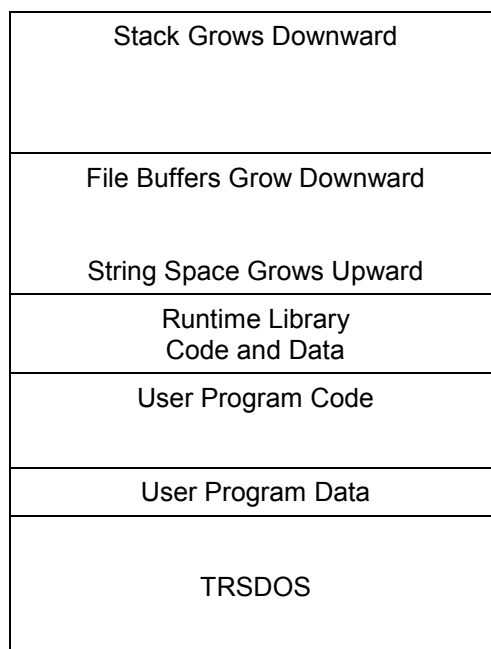 Stack Grows Downward
File Buffers Grow Downward
String Space Grows Upward
Runtime Library
Code and Data
User Program Code
User Program Data
TRSDOS